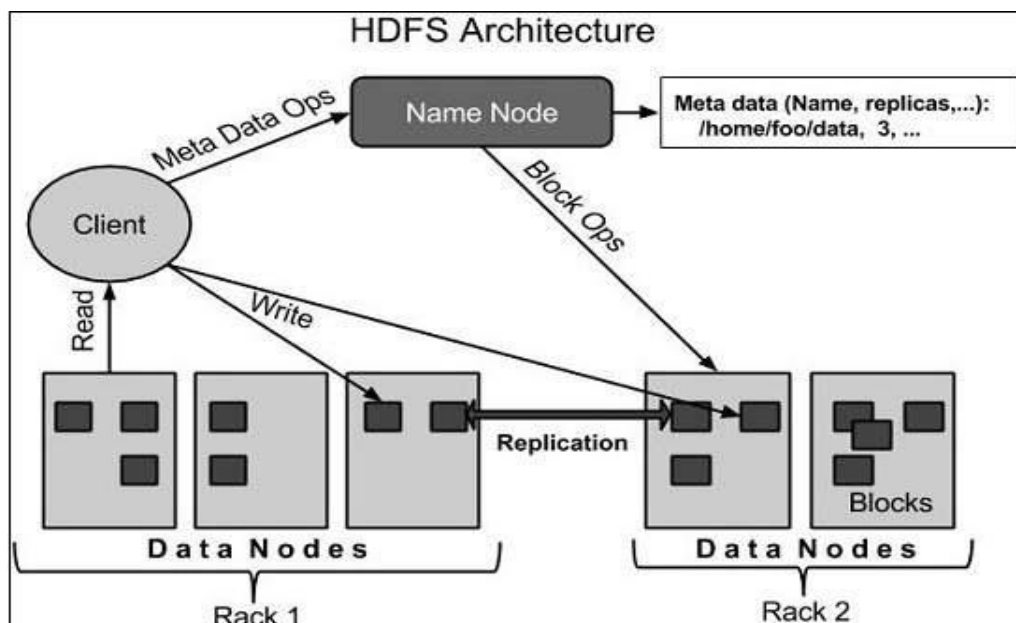 HDFS Architecture
Name Node
Meta data (Name, replicas,...):
/home/foo/data, 3, ...
Meta Data Ops
Block Ops
Client
Read
Write
Replication
Blocks
Data Nodes
Data Nodes
Rack 1
Rack 2